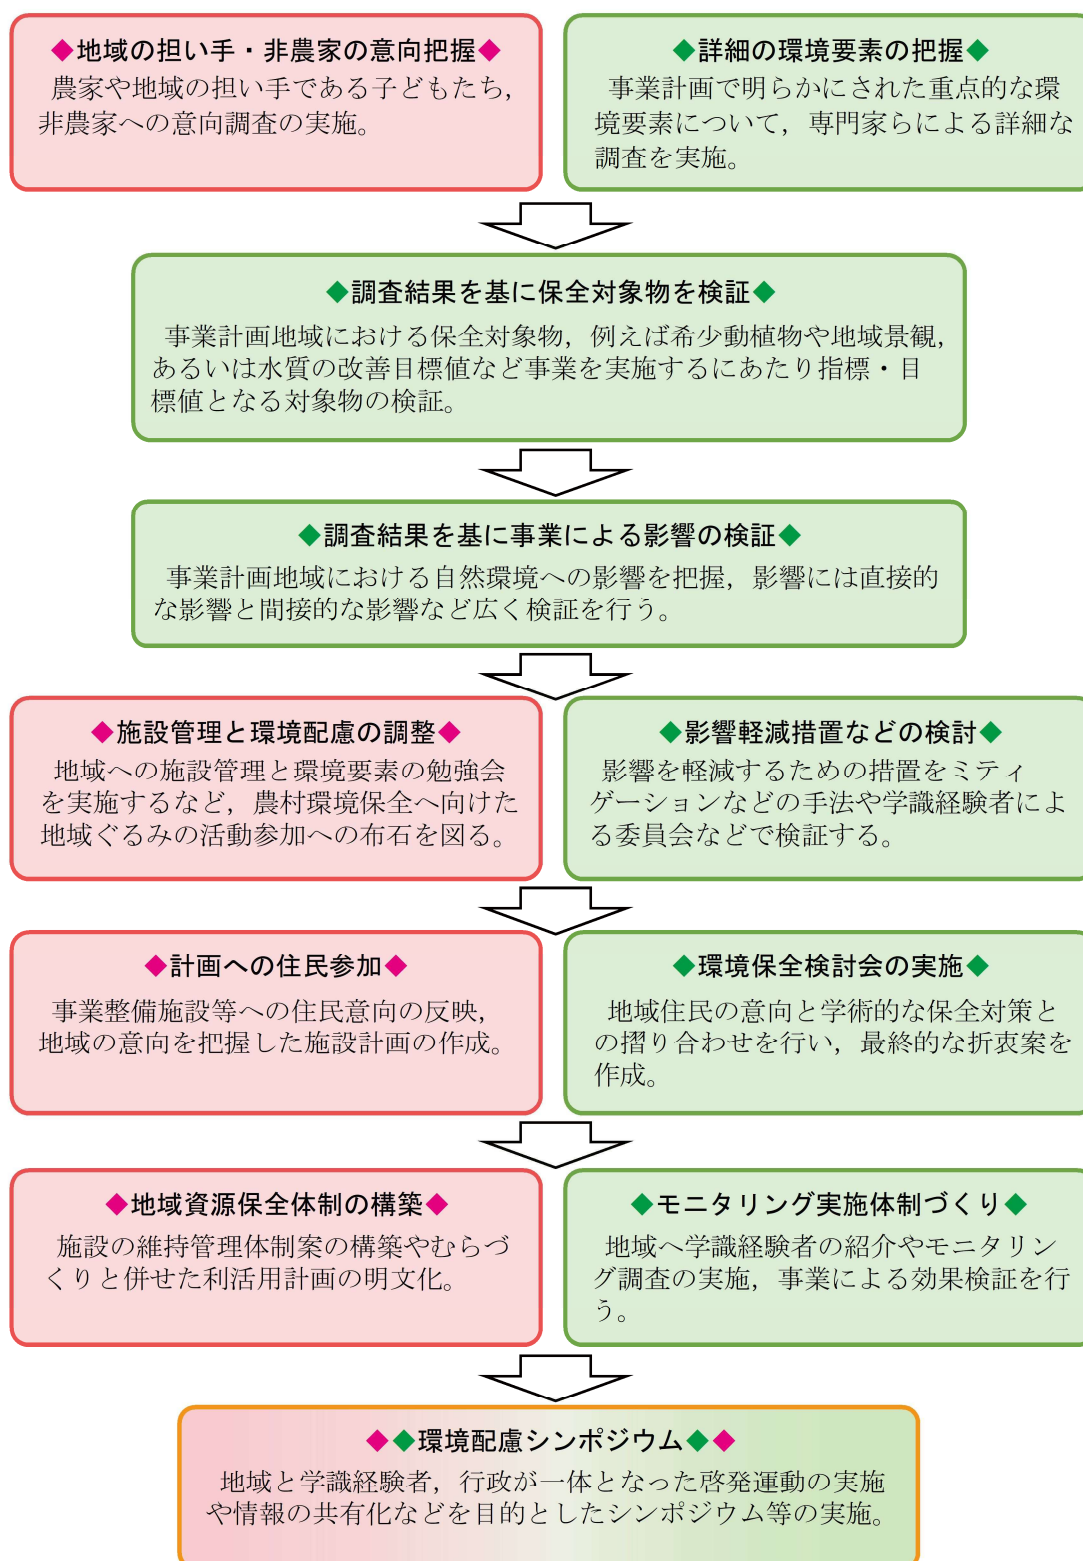 ◆地域の担い手・非農家の意向把握◆
農家や地域の担い手である子どもたち，
非農家への意向調査の実施。
◆詳細の環境要素の把握◆
事業計画で明らかにされた重点的な環
境要素について，専門家らによる詳細な
調査を実施。
◆調査結果を基に保全対象物を検証◆
事業計画地域における保全対象物，例えば希少動植物や地域景観，
あるいは水質の改善目標値など事業を実施するにあたり指標・目
標値となる対象物の検証。
◆調査結果を基に事業による影響の検証◆
事業計画地域における自然環境への影響を把握，影響には直接的
な影響と間接的な影響など広く検証を行う。
◆施設管理と環境配慮の調整◆
地域への施設管理と環境要素の勉強会
を実施するなど，農村環境保全へ向けた
地域ぐるみの活動参加への布石を図る。
◆影響軽減措置などの検討◆
影響を軽減するための措置をミティ
ゲーションなどの手法や学識経験者によ
る委員会などで検証する。
◆計画への住民参加◆
事業整備施設等への住民意向の反映，
地域の意向を把握した施設計画の作成。
◆環境保全検討会の実施◆
地域住民の意向と学術的な保全対策と
の摺り合わせを行い，最終的な折衷案を
作成。
◆地域資源保全体制の構築◆
施設の維持管理体制案の構築やむらづ
くりと併せた利活用計画の明文化。
◆モニタリング実施体制づくり◆
地域へ学識経験者の紹介やモニタリン
グ調査の実施，事業による効果検証を行
う。
◆◆環境配慮シンポジウム◆◆
地域と学識経験者，行政が一体となった啓発運動の実施
や情報の共有化などを目的としたシンポジウム等の実施。